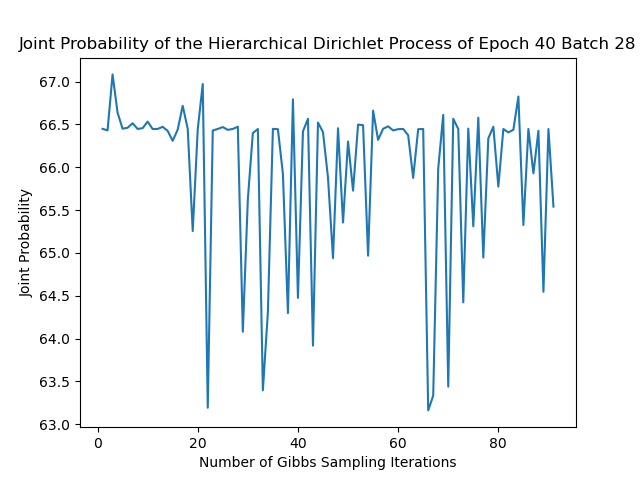 Joint Probability of the Hierarchical Dirichlet Process of Epoch 40 Batch 28
67.0
66.5
66.0
65.5
65.0
64.5
64.0
63.5
63.0
Joint Probability
0 20 40 60 80
Number of Gibbs Sampling Iterations